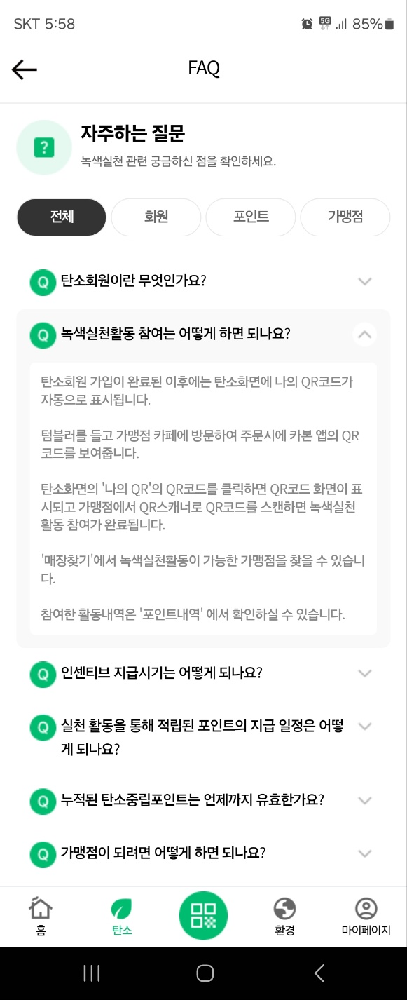 SKT 5:58
5G
85%
FAQ
?
자주하는 질문
녹색실천 관련 궁금하신 점을 확인하세요.
전체 회원 포인트 가맹점
Q 탄소회원이란 무엇인가요?
Q 녹색실천활동 참여는 어떻게 하면 되나요?
탄소회원 가입이 완료된 이후에는 탄소화면에 나의 QR코드가
자동으로 표시됩니다.
텀블러를 들고 가맹점 카페에 방문하여 주문시에 카본 앱의 QR
코드를 보여줍니다.
탄소화면의 '나의 QR'의 QR코드를 클릭하면 QR코드 화면이 표
시되고 가맹점에서 QR스캐너로 QR코드를 스캔하면 녹색실천
활동 참여가 완료됩니다.
'매장찾기'에서 녹색실천활동이 가능한 가맹점을 찾을 수 있습니
다.
참여한 활동내역은 '포인트내역' 에서 확인하실 수 있습니다.
Q 인센티브 지급시기는 어떻게 되나요?
Q 실천 활동을 통해 적립된 포인트의 지급 일정은 어떻
게 되나요?
Q 누적된 탄소중립포인트는 언제까지 유효한가요?
Q 가맹점이 되려면 어떻게 하면 되나요?
홈 탄소 환경 마이페이지